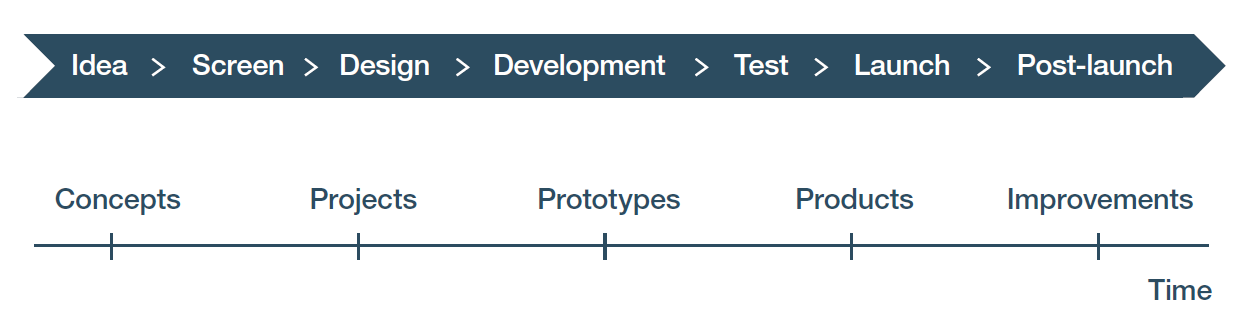 Idea > Screen > Design > Development > Test > Launch > Post-launch
Concepts Projects Prototypes Products Improvements
Time